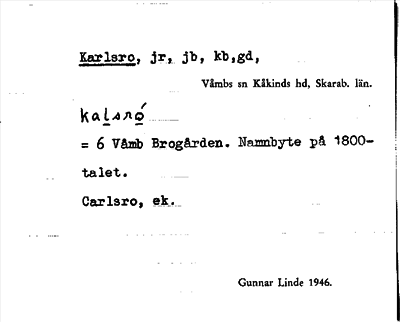 Karlsro, jr, jb, kb,gd,
Våmbs sn Kåkinds hd, Skarab. län.
kalsrǫ́
= 6 Våmb Brogården. Namnbyte på 1800-
talet.
Carlsro, ek.
Gunnar Linde 1946.